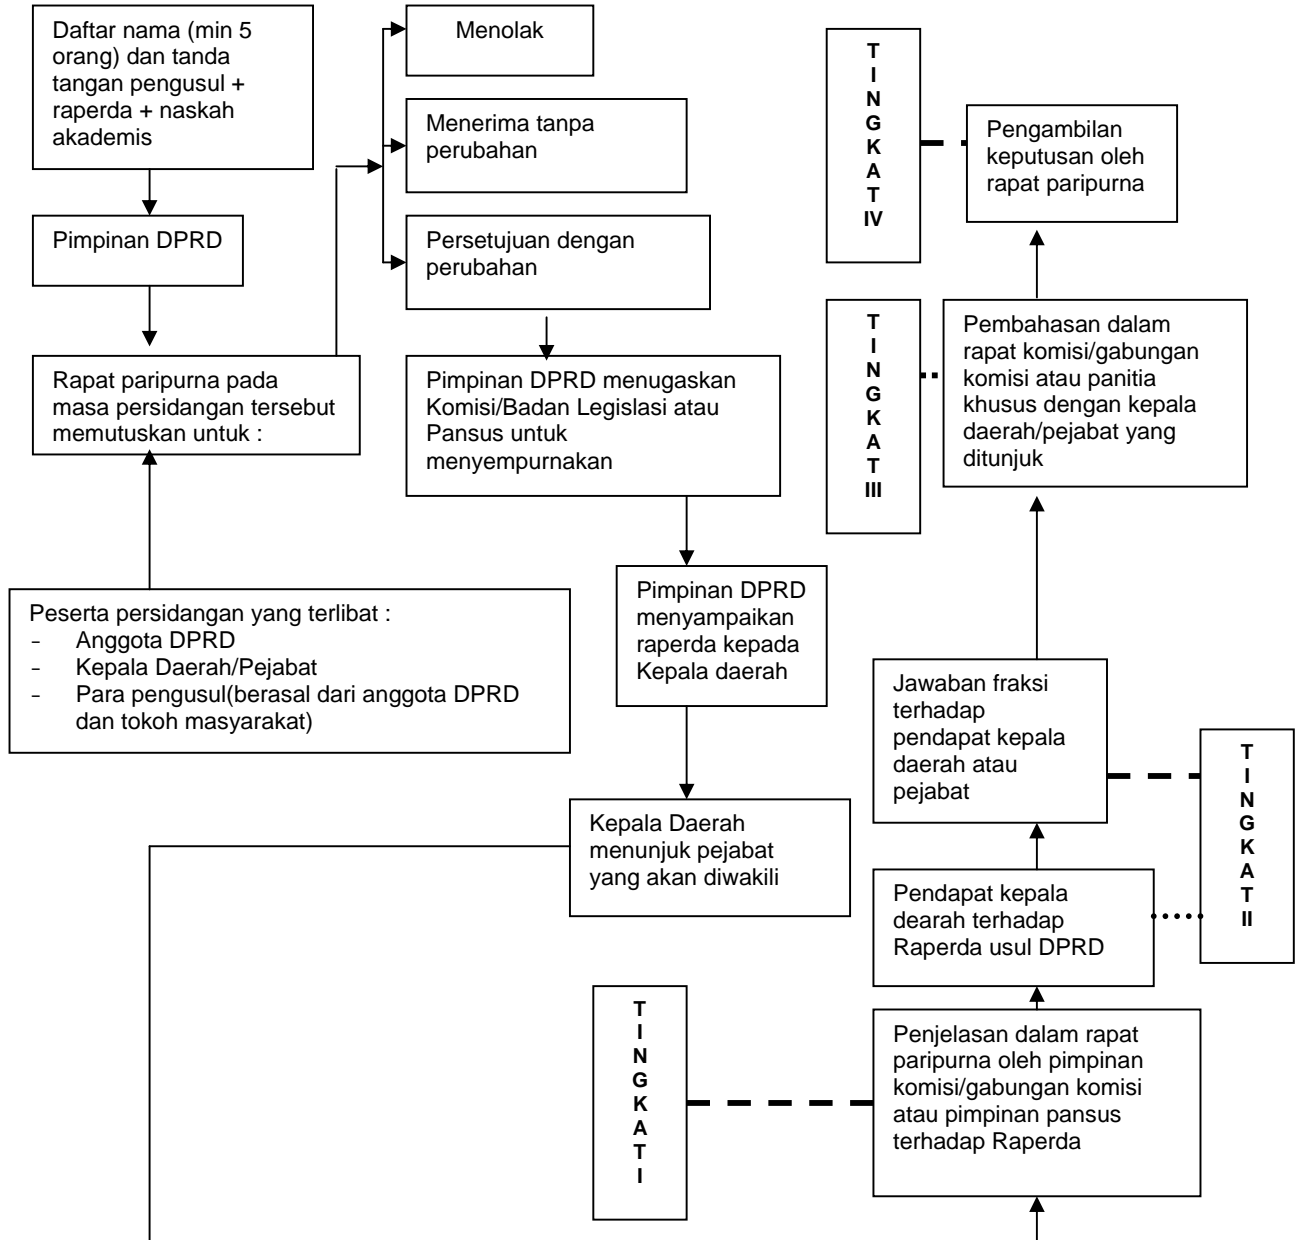 Daftar nama (min 5
orang) dan tanda
tangan pengusul +
raperda + naskah
akademis
Pimpinan DPRD
Rapat paripurna pada
masa persidangan tersebut
memutuskan untuk :
Peserta persidangan yang terlibat :
- Anggota DPRD
- Kepala Daerah/Pejabat
- Para pengusul(berasal dari anggota DPRD
dan tokoh masyarakat)
Menolak
Menerima tanpa
perubahan
Persetujuan dengan
perubahan
Pimpinan DPRD menugaskan
Komisi/Badan Legislasi atau
Pansus untuk
menyempurnakan
Pimpinan DPRD
menyampaikan
raperda kepada
Kepala daerah
Kepala Daerah
menunjuk pejabat
yang akan diwakili
T
I
N
G
K
A
T
I
Penjelasan dalam rapat
paripurna oleh pimpinan
komisi/gabungan komisi
atau pimpinan pansus
terhadap Raperda
Pendapat kepala
dearah terhadap
Raperda usul DPRD
T
I
N
G
K
A
T
II
Jawaban fraksi
terhadap
pendapat kepala
daerah atau
pejabat
T
I
N
G
K
A
T
III
Pembahasan dalam
rapat komisi/gabungan
komisi atau panitia
khusus dengan kepala
daerah/pejabat yang
ditunjuk
T
I
N
G
K
A
T
IV
Pengambilan
keputusan oleh
rapat paripurna